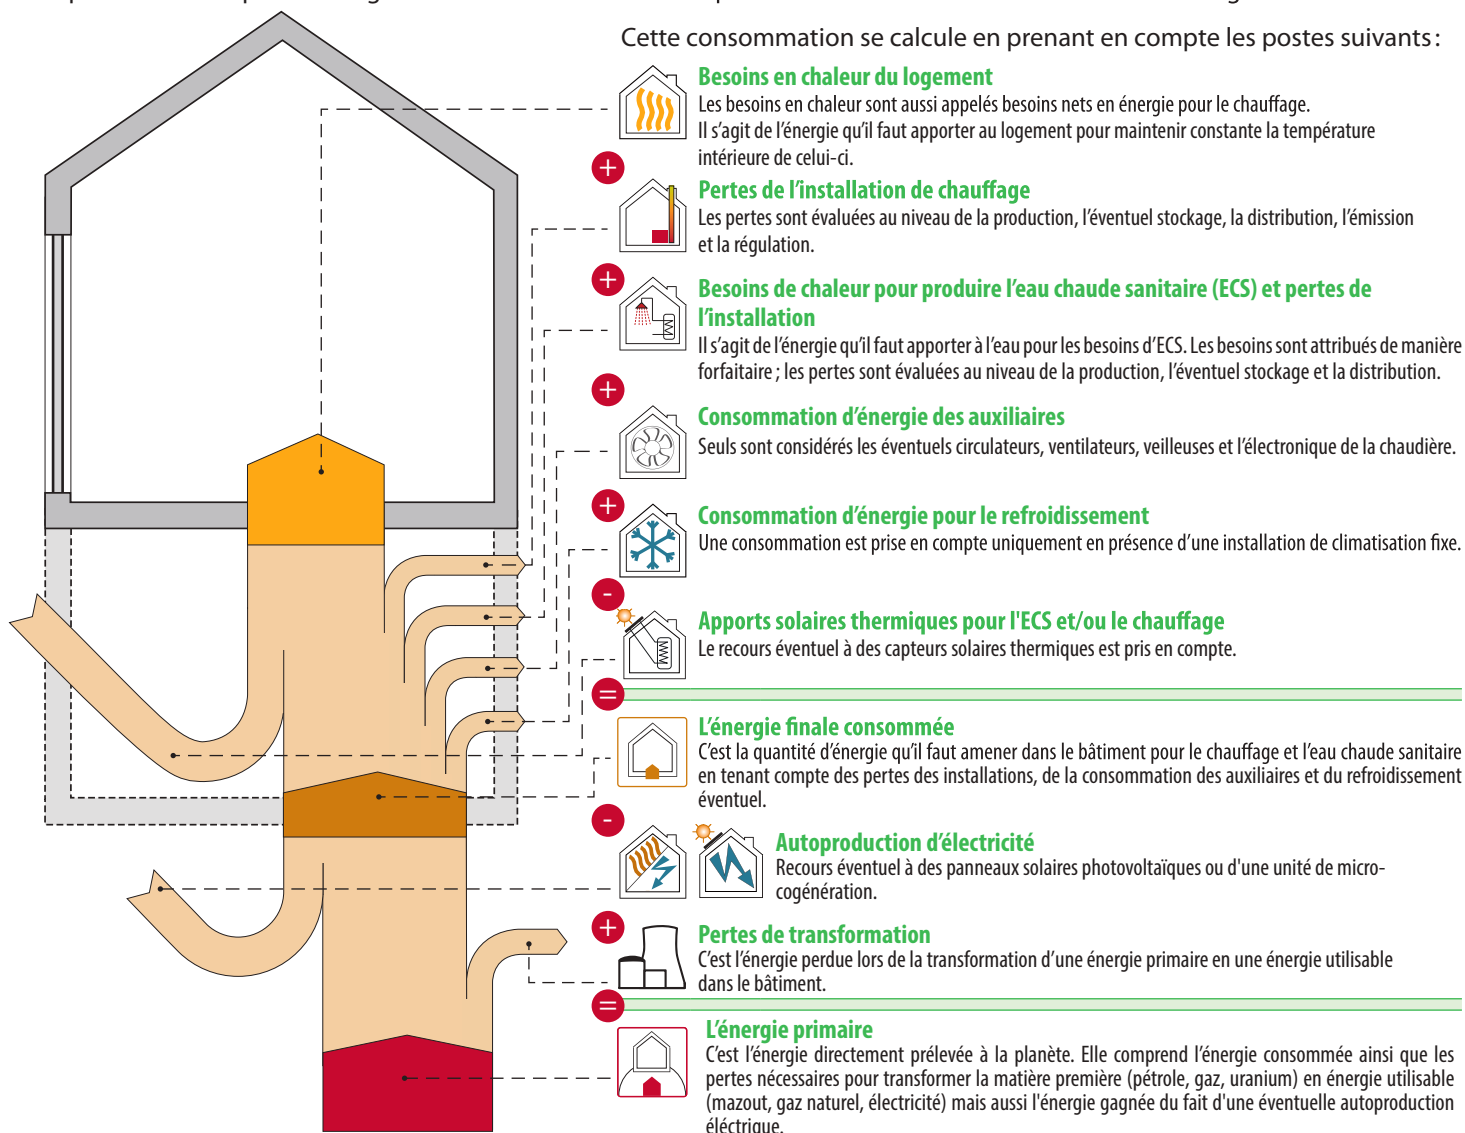 Cette consommation se calcule en prenant en compte les postes suivants :
Besoins en chaleur du logement
Les besoins en chaleur sont aussi appelés besoins nets en énergie pour le chauffage.
Il s’agit de l’énergie qu’il faut apporter au logement pour maintenir constante la température
intérieure de celui-ci.
+
Pertes de l’installation de chauffage
Les pertes sont évaluées au niveau de la production, l’éventuel stockage, la distribution, l’émission
et la régulation.
+
Besoins de chaleur pour produire l’eau chaude sanitaire (ECS) et pertes de
l’installation
Il s’agit de l’énergie qu’il faut apporter à l’eau pour les besoins d’ECS. Les besoins sont attribués de manière
forfaitaire ; les pertes sont évaluées au niveau de la production, l’éventuel stockage et la distribution.
+
Consommation d’énergie des auxiliaires
Seuls sont considérés les éventuels circulateurs, ventilateurs, veilleuses et l’électronique de la chaudière.
+
Consommation d’énergie pour le refroidissement
Une consommation est prise en compte uniquement en présence d’une installation de climatisation fixe.
-
Apports solaires thermiques pour l'ECS et/ou le chauffage
Le recours éventuel à des capteurs solaires thermiques est pris en compte.
=
L’énergie finale consommée
C’est la quantité d’énergie qu’il faut amener dans le bâtiment pour le chauffage et l’eau chaude sanitaire
en tenant compte des pertes des installations, de la consommation des auxiliaires et du refroidissement
éventuel.
-
Autoproduction d’électricité
Recours éventuel à des panneaux solaires photovoltaïques ou d'une unité de micro-
cogénération.
+
Pertes de transformation
C’est l’énergie perdue lors de la transformation d’une énergie primaire en une énergie utilisable
dans le bâtiment.
=
L’énergie primaire
C’est l’énergie directement prélevée à la planète. Elle comprend l’énergie consommée ainsi que les
pertes nécessaires pour transformer la matière première (pétrole, gaz, uranium) en énergie utilisable
(mazout, gaz naturel, électricité) mais aussi l'énergie gagnée du fait d'une éventuelle autoproduction
éléctrique.